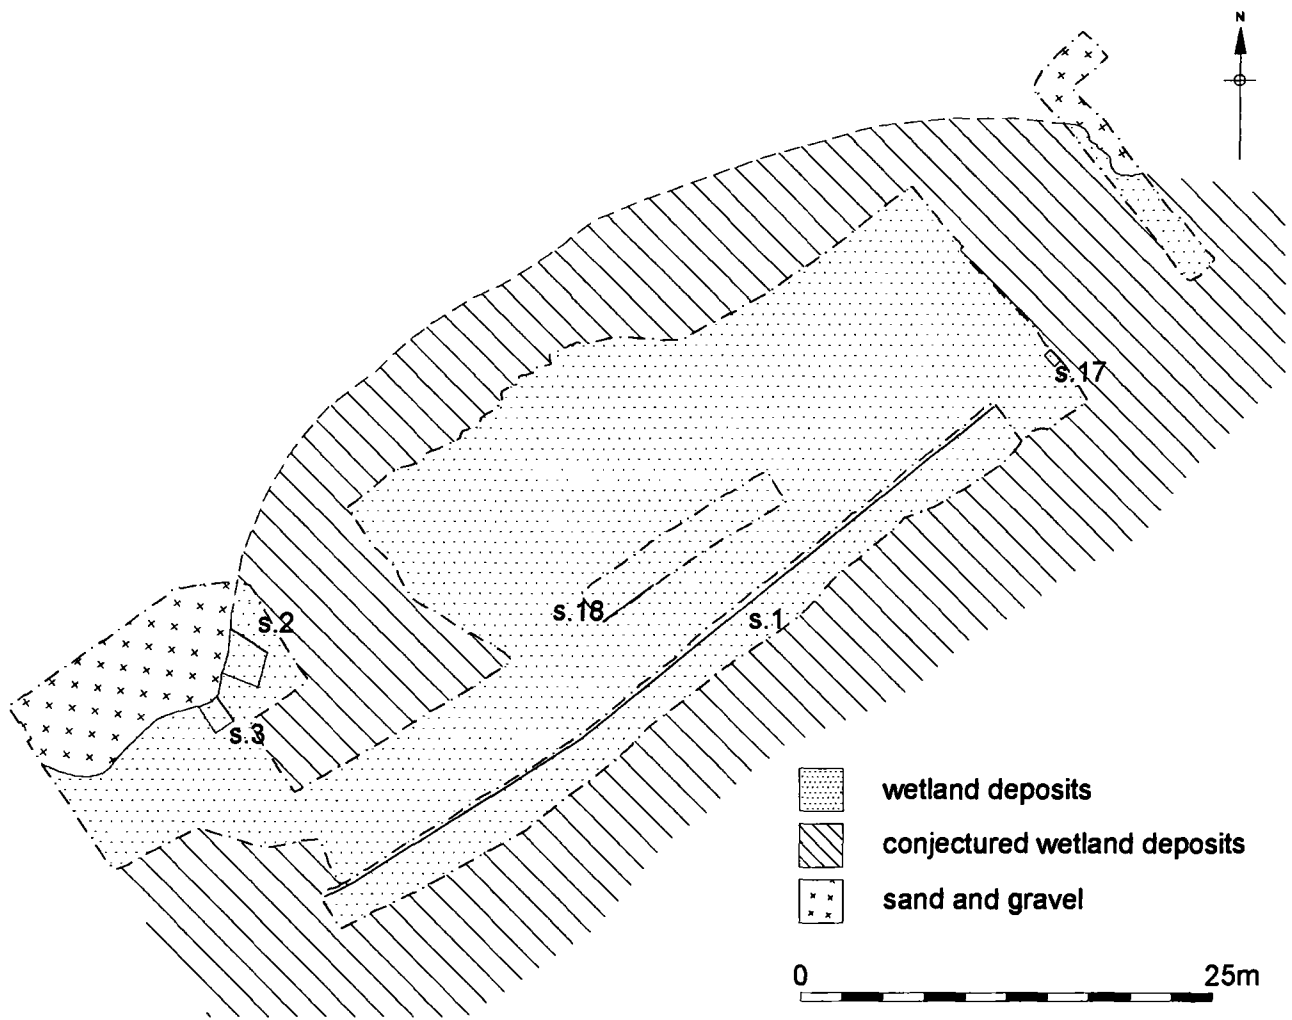 N
s.17
s.18
s.1
s.2
s.3
wetland deposits
conjectured wetland deposits
sand and gravel
0 25m